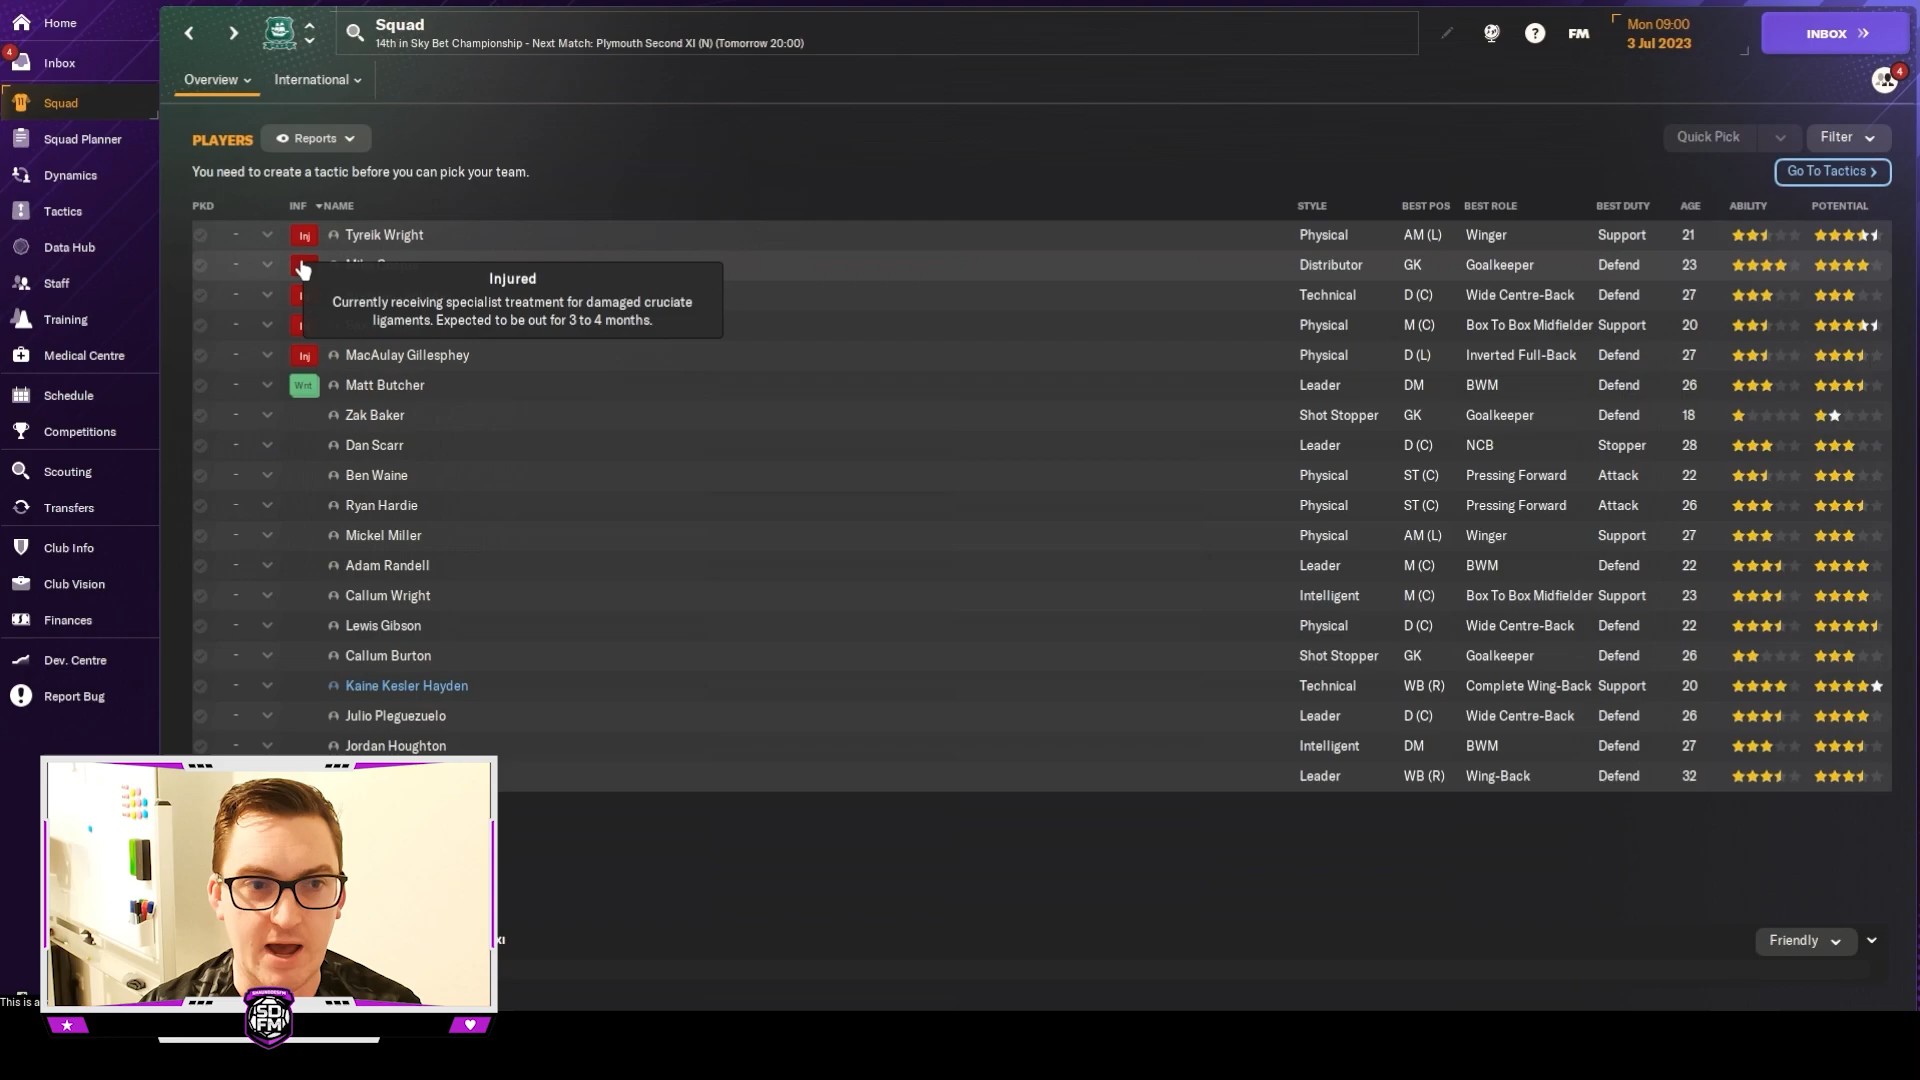 Home
Squad
14th in Sky Bet Championship - Next Match: Plymouth Second XI (N) (Tomorrow 20:00)
FM
Mon 09:00
3 Jul 2023
INBOX
4
Inbox
Overview
International
4
Squad
Squad Planner
Dynamics
Tactics
Data Hub
Staff
Training
Medical Centre
Schedule
Competitions
Scouting
Transfers
Club Info
Club Vision
Finances
Dev. Centre
Report Bug
PLAYERS
Reports
Quick Pick
Filter
You need to create a tactic before you can pick your team.
Go To Tactics
PKD INF NAME STYLE BEST POS BEST ROLE BEST DUTY AGE ABILITY POTENTIAL
- Inj Tyreik Wright Physical AM (L) Winger Support 21
- Distributor GK Goalkeeper Defend 23
Injured
Currently receiving specialist treatment for damaged cruciate
ligaments. Expected to be out for 3 to 4 months.
- Technical D (C) Wide Centre-Back Defend 27
- Physical M (C) Box To Box Midfielder Support 20
- Inj MacAulay Gillesphey Physical D (L) Inverted Full-Back Defend 27
- Wnt Matt Butcher Leader DM BWM Defend 26
- Zak Baker Shot Stopper GK Goalkeeper Defend 18
- Dan Scarr Leader D (C) NCB Stopper 28
- Ben Waine Physical ST (C) Pressing Forward Attack 22
- Ryan Hardie Physical ST (C) Pressing Forward Attack 26
- Mickel Miller Physical AM (L) Winger Support 27
- Adam Randell Leader M (C) BWM Defend 22
- Callum Wright Intelligent M (C) Box To Box Midfielder Support 23
- Lewis Gibson Physical D (C) Wide Centre-Back Defend 22
- Callum Burton Shot Stopper GK Goalkeeper Defend 26
- Kaine Kesler Hayden Technical WB (R) Complete Wing-Back Support 20
- Julio Pleguezuelo Leader D (C) Wide Centre-Back Defend 26
- Jordan Houghton Intelligent DM BWM Defend 27
Leader WB (R) Wing-Back Defend 32
XI
Friendly
This is a
SD
FM